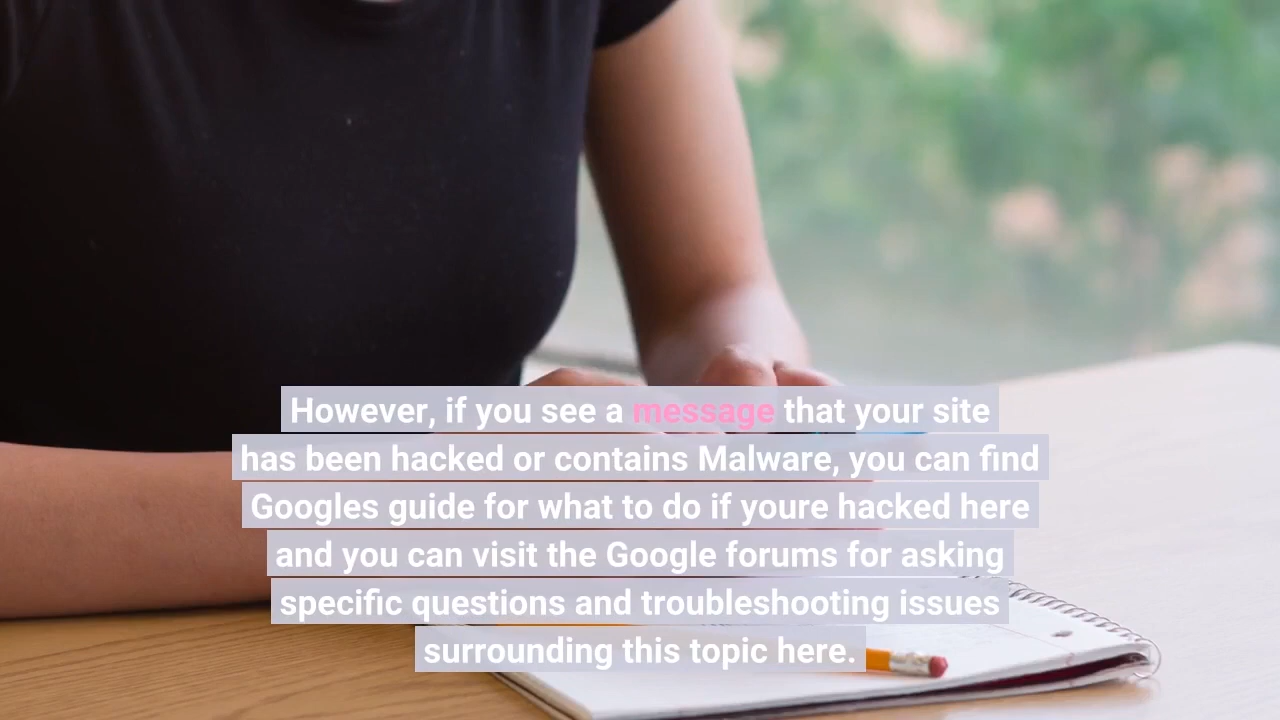 However, if you see a message that your site
has been hacked or contains Malware, you can find
Googles guide for what to do if youre hacked here
and you can visit the Google forums for asking
specific questions and troubleshooting issues
surrounding this topic here.